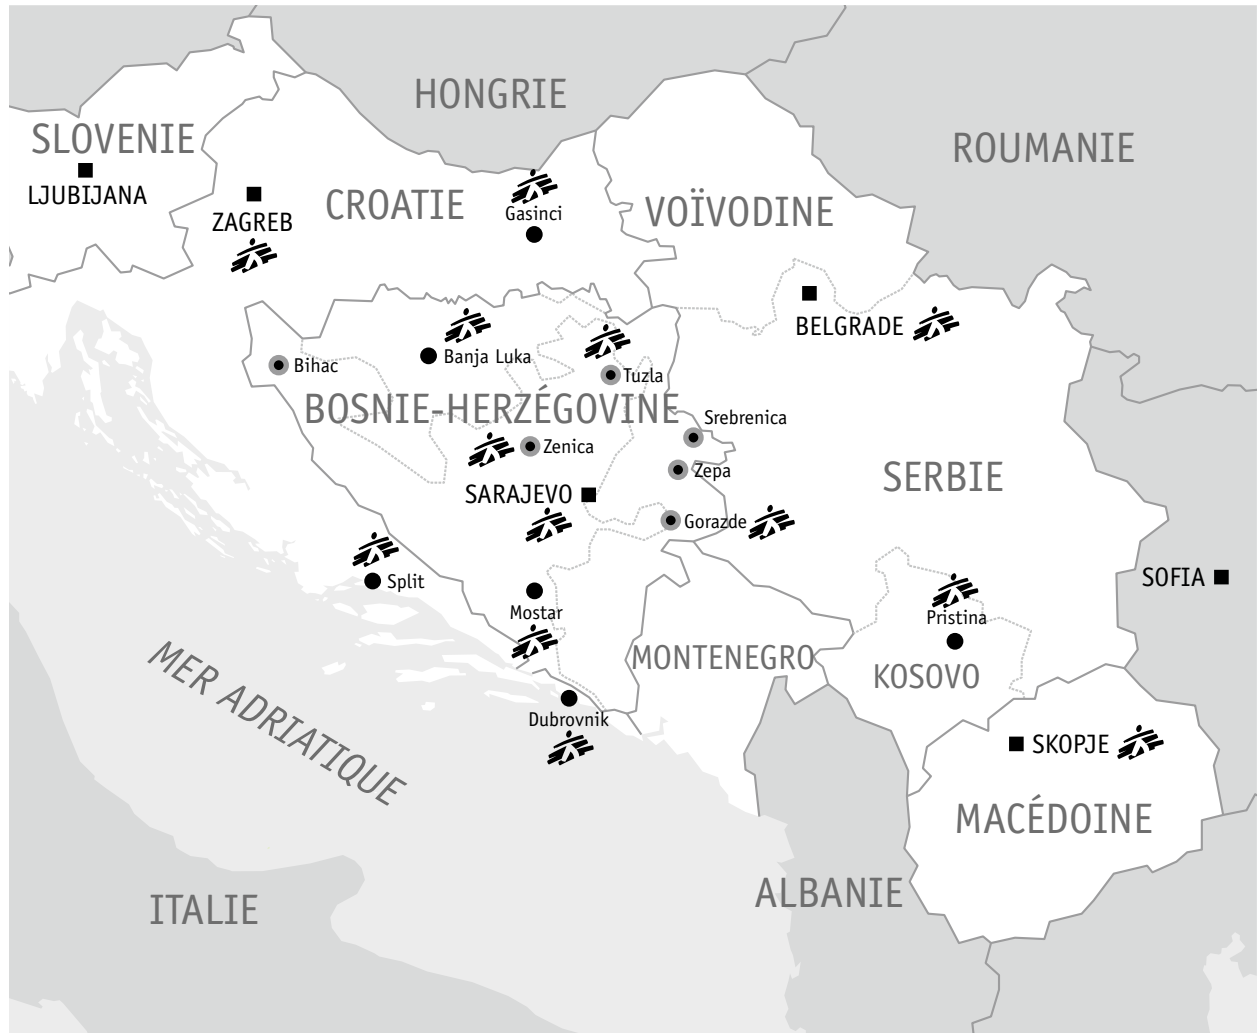 HONGRIE
SLOVENIE
ROUMANIE
LJUBIJANA
CROATIE
VOÏVODINE
ZAGREB
Gasinci
BELGRADE
Banja Luka
Bihac
Tuzla
BOSNIE-HERZÉGOVINE
Srebrenica
Zenica
Zepa
SERBIE
SARAJEVO
Gorazde
Split
SOFIA
Mostar
Pristina
MONTENEGRO
KOSOVO
MER ADRIATIQUE
Dubrovnik
SKOPJE
MACÉDOINE
ALBANIE
ITALIE